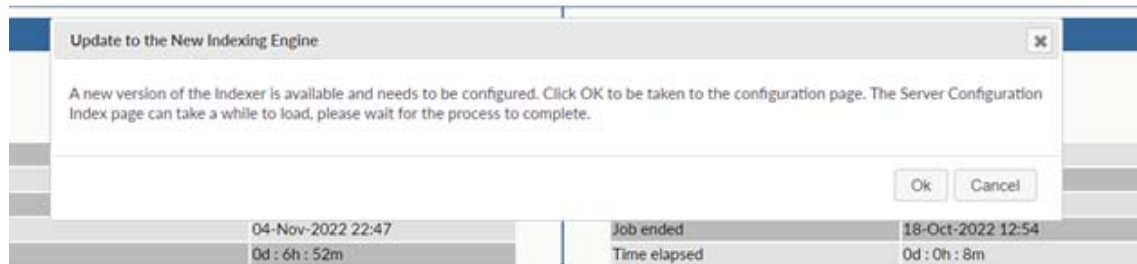 Update to the New Indexing Engine
A new version of the Indexer is available and needs to be configured. Click OK to be taken to the configuration page. The Server Configuration
Index page can take a while to load, please wait for the process to complete.
Ok Cancel
04-Nov-2022 22:47 Job ended 18-Oct-2022 12:54
0d : 6h : 52m Time elapsed 0d : 0h : 8m